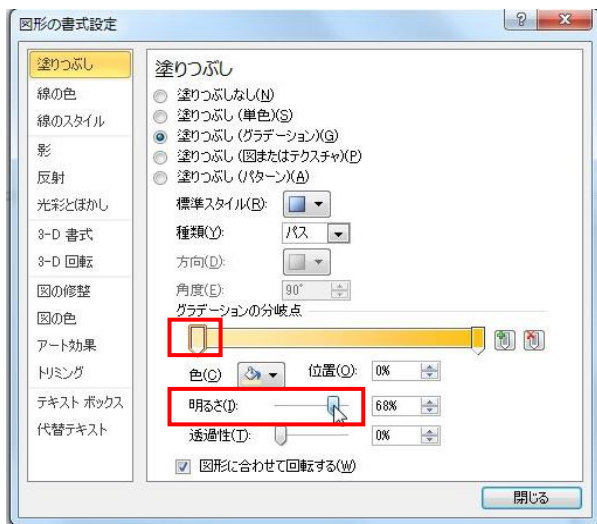 図形の書式設定
塗りつぶし
線の色
線のスタイル
影
反射
光彩とぼかし
3-D 書式
3-D 回転
図の修整
図の色
アート効果
トリミング
テキスト ボックス
代替テキスト
塗りつぶし
塗りつぶしなし(N)
塗りつぶし (単色)(S)
塗りつぶし (グラデーション)(G)
塗りつぶし (図またはテクスチャ)(P)
塗りつぶし (パターン)(A)
標準スタイル(R):
種類(Y): パス
方向(D):
角度(E): 90°
グラデーションの分岐点
色(C) 位置(O): 0%
明るさ(I): 68%
透過性(T): 0%
図形に合わせて回転する(W)
閉じる